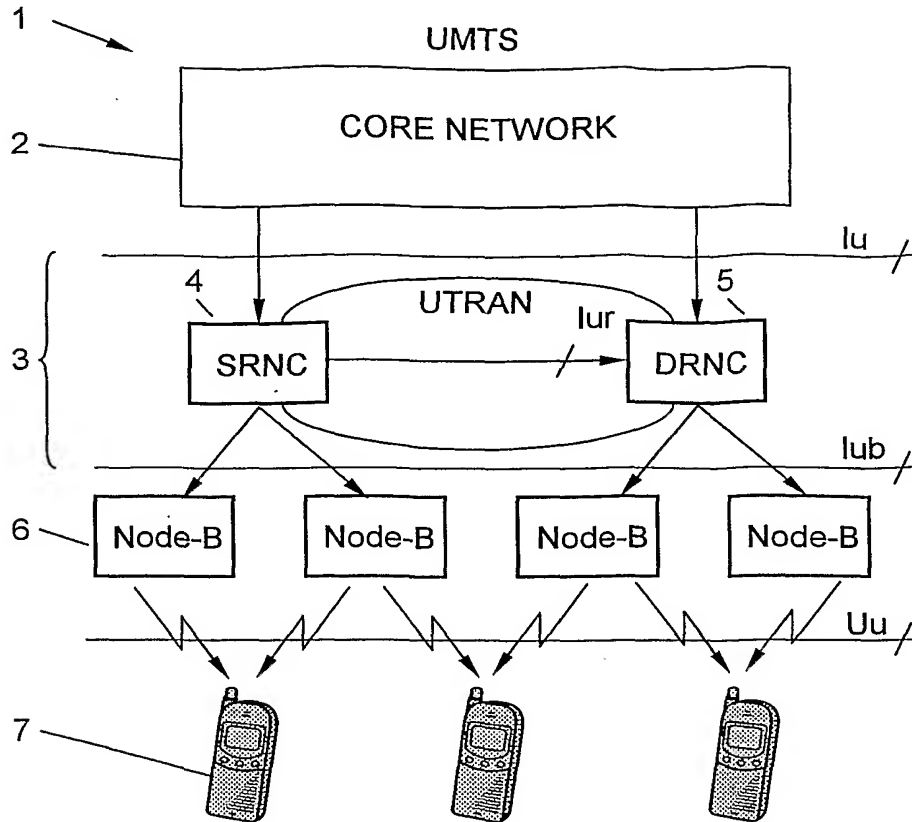 1
UMTS
CORE NETWORK
2
Iu
4
5
UTRAN
Iur
3
SRNC
DRNC
Iub
6
Node-B
Node-B
Node-B
Node-B
Uu
7